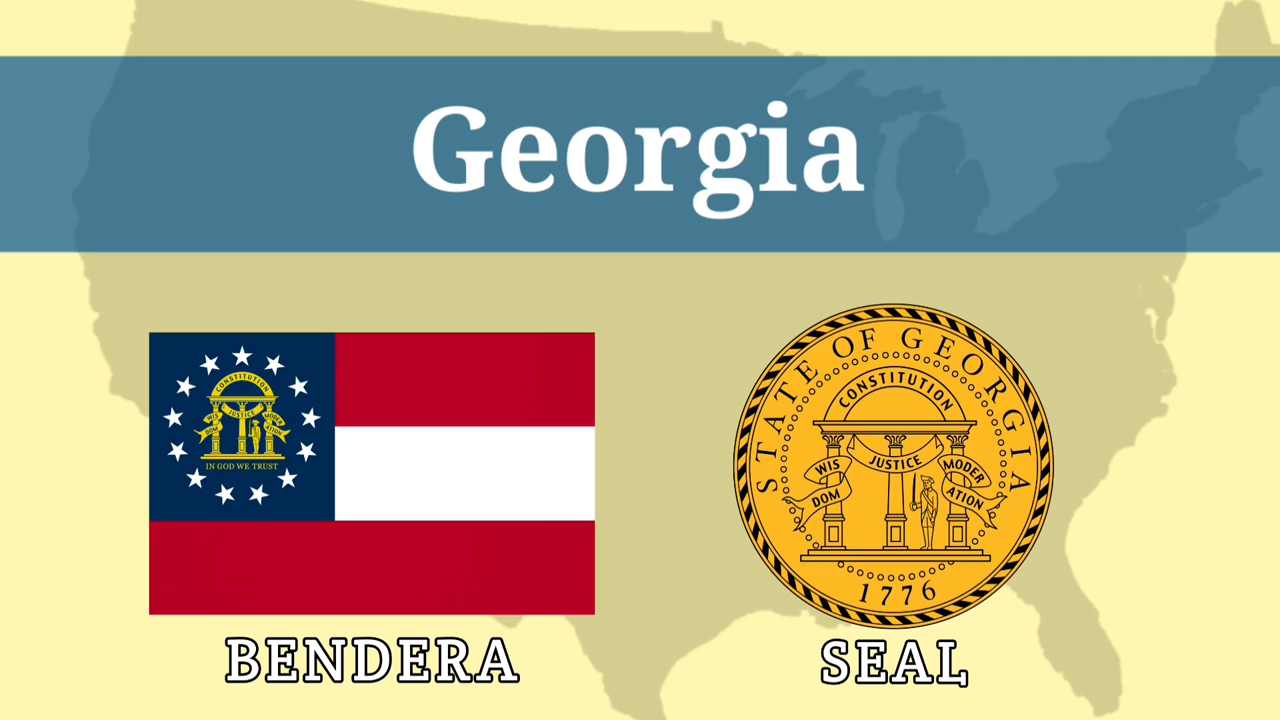 Georgia
CONSTITUTION
WIS
DOM
JUSTICE
MODER
ATION
IN GOD WE TRUST
STATE OF GEORGIA
CONSTITUTION
WIS
DOM
JUSTICE
MODER
ATION
1776
BENDERA
SEAL